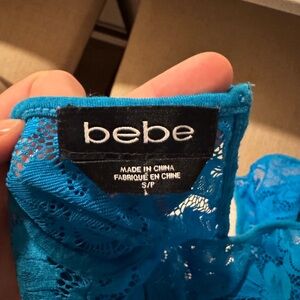 bebe
MADE IN CHINA
FABRIQUÉ EN CHINE
S/P